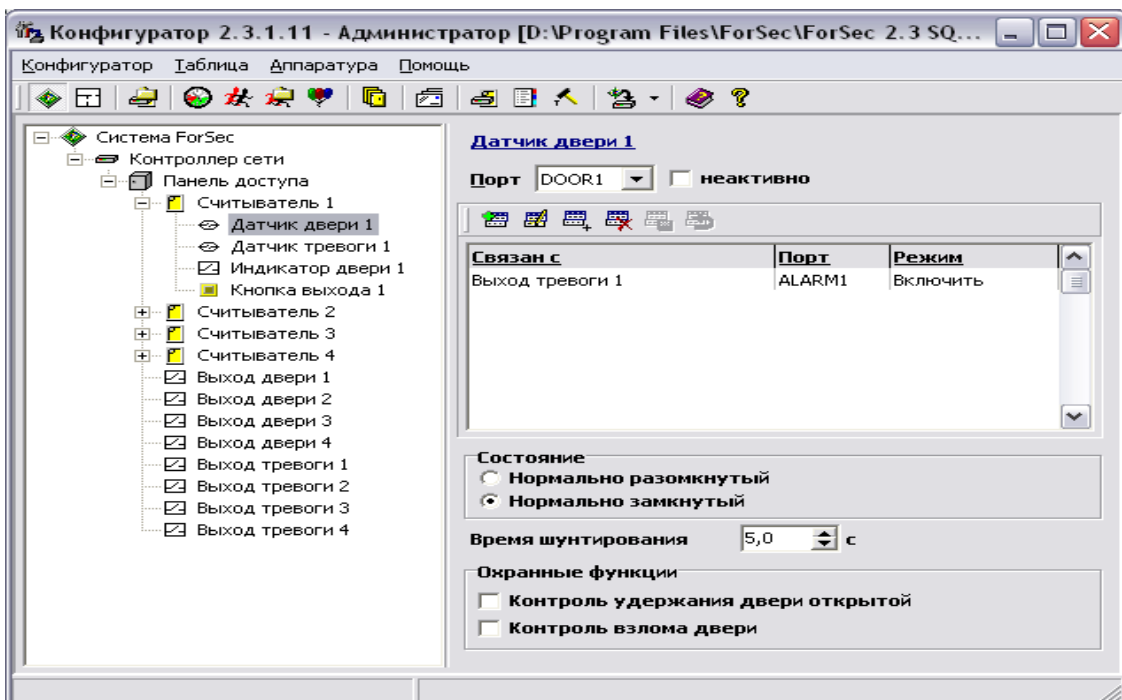 Конфигуратор 2.3.1.11 - Администратор [D:\Program Files\ForSec\ForSec 2.3 SQ...
Конфигуратор Таблица Аппаратура Помощь
Система ForSec
Контроллер сети
Панель доступа
Считыватель 1
Датчик двери 1
Датчик тревоги 1
Индикатор двери 1
Кнопка выхода 1
Считыватель 2
Считыватель 3
Считыватель 4
Выход двери 1
Выход двери 2
Выход двери 3
Выход двери 4
Выход тревоги 1
Выход тревоги 2
Выход тревоги 3
Выход тревоги 4
Датчик двери 1
Порт DOOR1 неактивно
Связан с Порт Режим
Выход тревоги 1 ALARM1 Включить
Состояние
Нормально разомкнутый
Нормально замкнутый
Время шунтирования 5,0 с
Охранные функции
Контроль удержания двери открытой
Контроль взлома двери